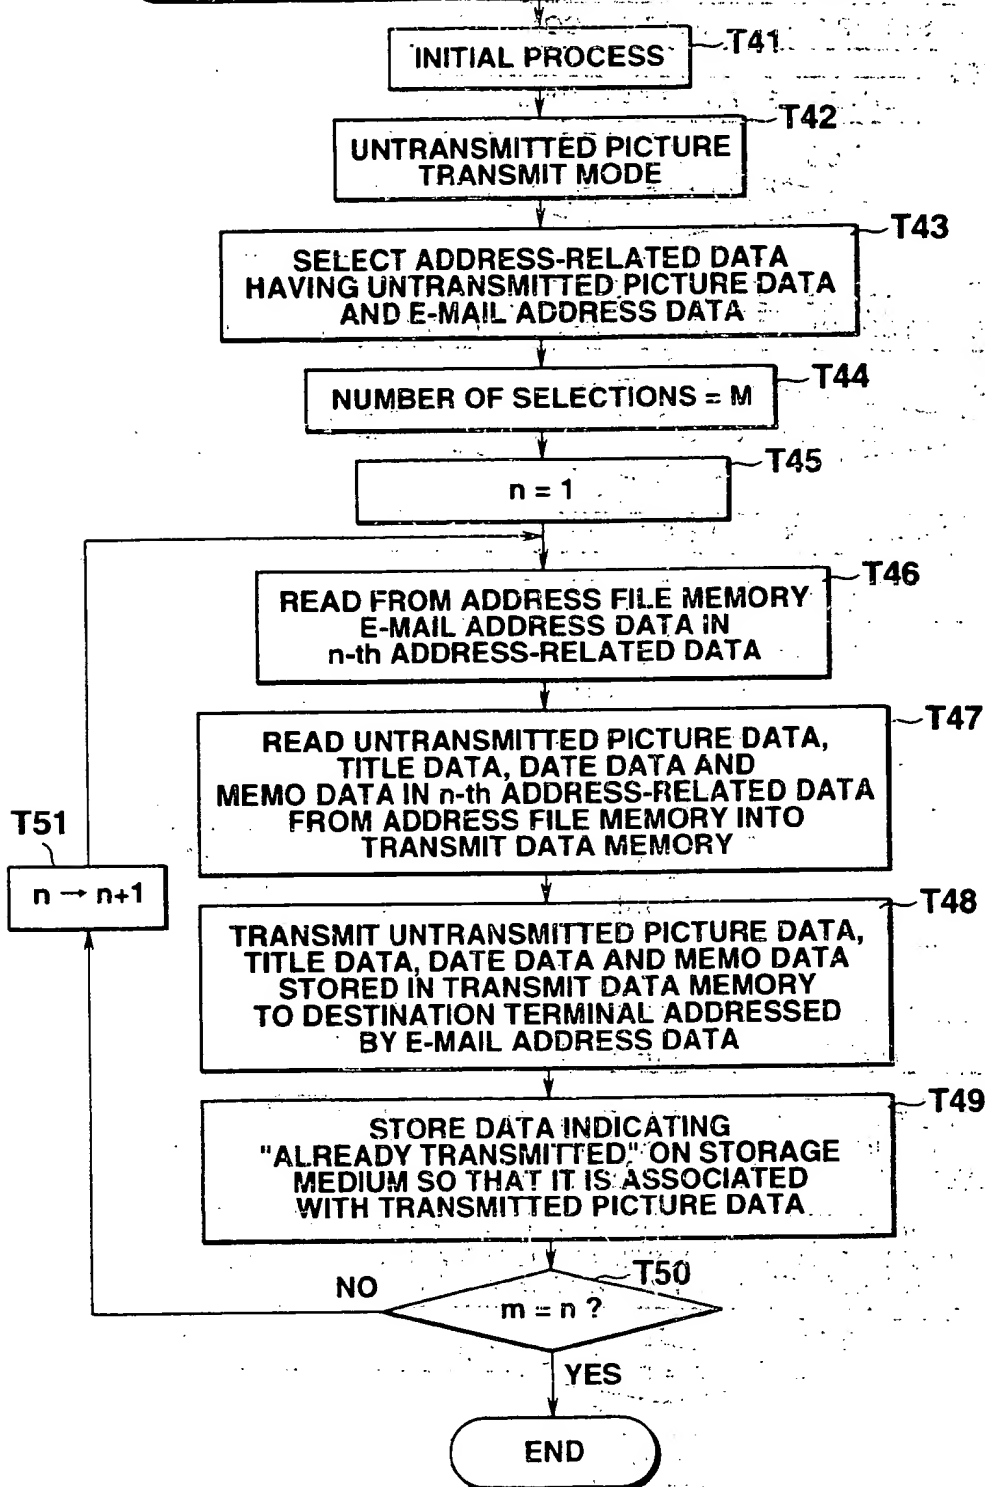 T41
INITIAL PROCESS
T42
UNTRANSMITTED PICTURE
TRANSMIT MODE
T43
SELECT ADDRESS-RELATED DATA
HAVING UNTRANSMITTED PICTURE DATA
AND E-MAIL ADDRESS DATA
T44
NUMBER OF SELECTIONS = M
T45
n = 1
T46
READ FROM ADDRESS FILE MEMORY
E-MAIL ADDRESS DATA IN
n-th ADDRESS-RELATED DATA
T47
READ UNTRANSMITTED PICTURE DATA,
TITLE DATA, DATE DATA AND
MEMO DATA IN n-th ADDRESS-RELATED DATA
FROM ADDRESS FILE MEMORY INTO
TRANSMIT DATA MEMORY
T51
n → n+1
T48
TRANSMIT UNTRANSMITTED PICTURE DATA,
TITLE DATA, DATE DATA AND MEMO DATA
STORED IN TRANSMIT DATA MEMORY
TO DESTINATION TERMINAL ADDRESSED
BY E-MAIL ADDRESS DATA
T49
STORE DATA INDICATING
"ALREADY TRANSMITTED" ON STORAGE
MEDIUM SO THAT IT IS ASSOCIATED
WITH TRANSMITTED PICTURE DATA
T50
NO
m = n ?
YES
END